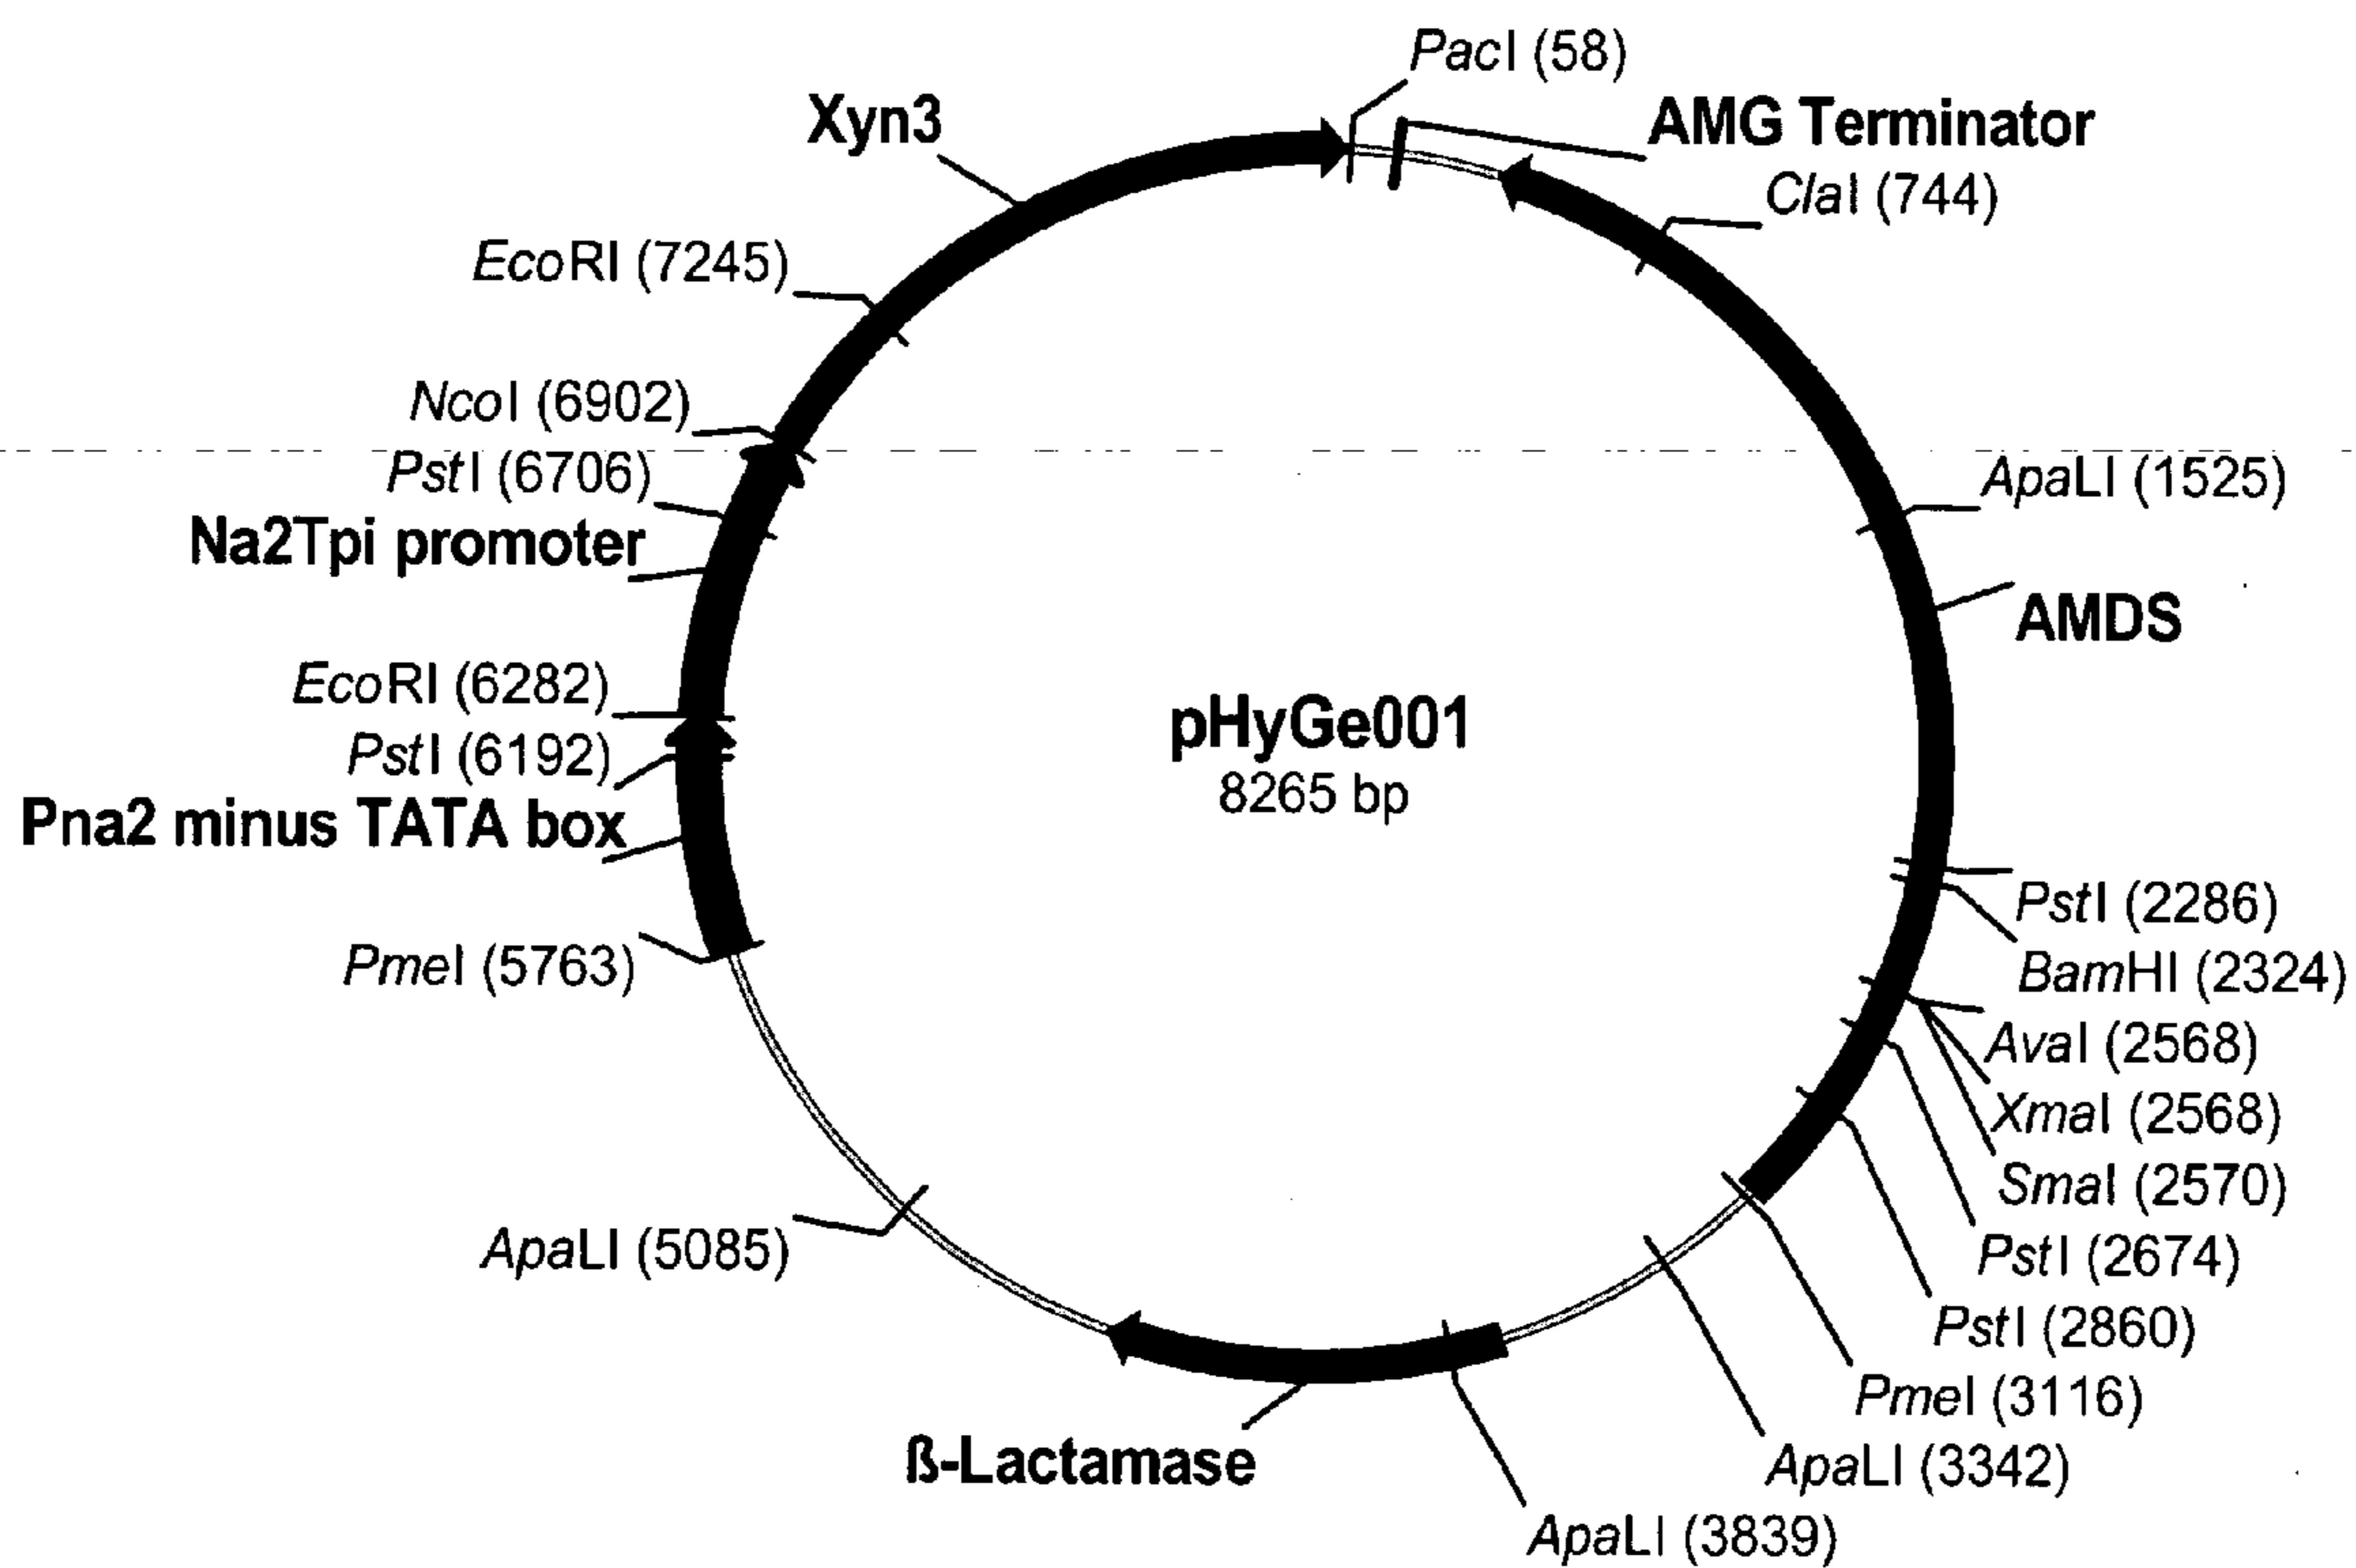 PacI (58)
Xyn3
AMG Terminator
ClaI (744)
EcoRI (7245)
NcoI (6902)
PstI (6706)
ApaLI (1525)
Na2Tpi promoter
AMDS
EcoRI (6282)
pHyGe001
PstI (6192)
8265 bp
Pna2 minus TATA box
PstI (2286)
PmeI (5763)
BamHI (2324)
AvaI (2568)
XmaI (2568)
SmaI (2570)
ApaLI (5085)
PstI (2674)
PstI (2860)
PmeI (3116)
ß-Lactamase
ApaLI (3342)
ApaLI (3839)